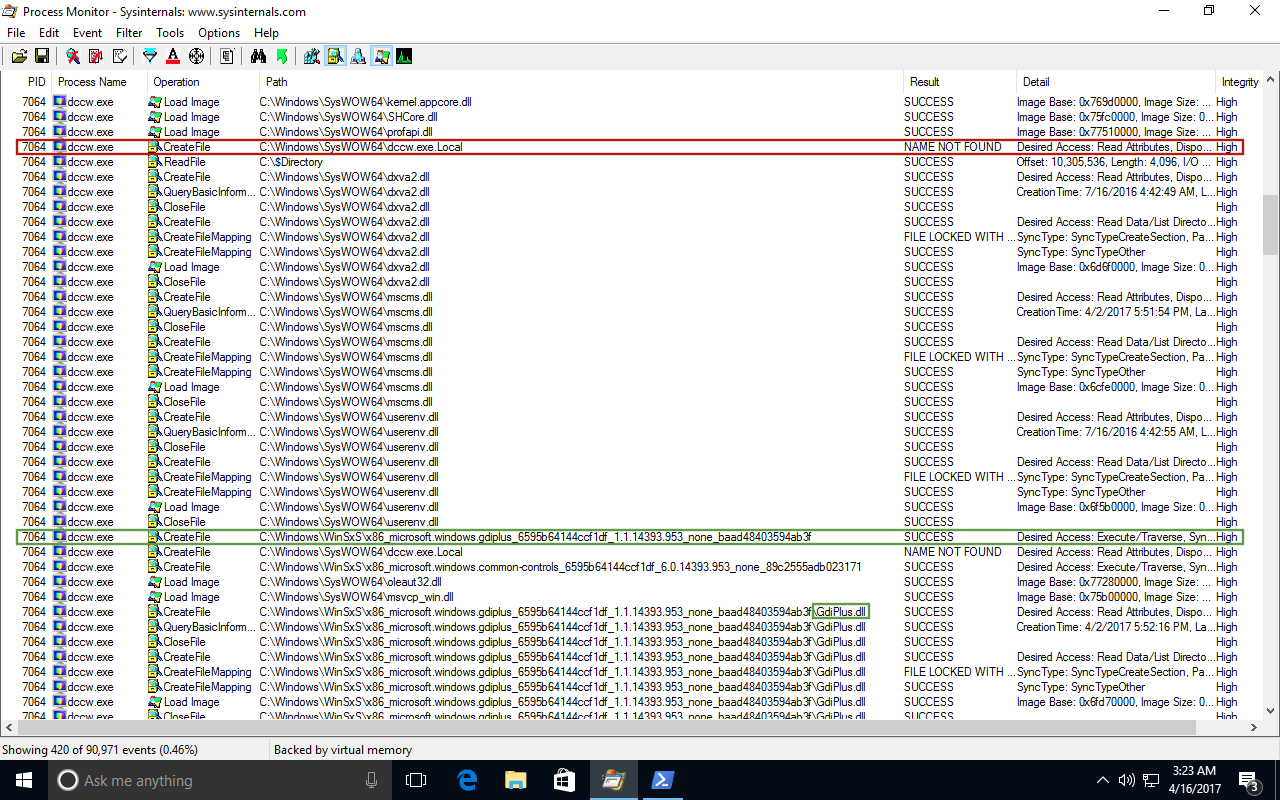 Process Monitor - Sysinternals: www.sysinternals.com
File Edit Event Filter Tools Options Help
PID Process Name Operation Path Result Detail Integrity
7064 dccw.exe Load Image C:\Windows\SysWOW64\kernel.appcore.dll SUCCESS Image Base: 0x769d0000, Image Size: ... High
7064 dccw.exe Load Image C:\Windows\SysWOW64\SHCore.dll SUCCESS Image Base: 0x75fc0000, Image Size: ... High
7064 dccw.exe Load Image C:\Windows\SysWOW64\profapi.dll SUCCESS Image Base: 0x77510000, Image Size: ... High
7064 dccw.exe CreateFile C:\Windows\SysWOW64\dccw.exe.Local NAME NOT FOUND Desired Access: Read Attributes, Dispo... High
7064 dccw.exe ReadFile C:\$Directory SUCCESS Offset: 10,305,536, Length: 4,096, I/O ... High
7064 dccw.exe CreateFile C:\Windows\SysWOW64\dxva2.dll SUCCESS Desired Access: Read Attributes, Dispo... High
7064 dccw.exe QueryBasicInform... C:\Windows\SysWOW64\dxva2.dll SUCCESS CreationTime: 7/16/2016 4:42:49 AM, L... High
7064 dccw.exe CloseFile C:\Windows\SysWOW64\dxva2.dll SUCCESS High
7064 dccw.exe CreateFile C:\Windows\SysWOW64\dxva2.dll SUCCESS Desired Access: Read Data/List Directo... High
7064 dccw.exe CreateFileMapping C:\Windows\SysWOW64\dxva2.dll FILE LOCKED WITH ... SyncType: SyncTypeCreateSection, Pa... High
7064 dccw.exe CreateFileMapping C:\Windows\SysWOW64\dxva2.dll SUCCESS SyncType: SyncTypeOther High
7064 dccw.exe Load Image C:\Windows\SysWOW64\dxva2.dll SUCCESS Image Base: 0x6d6f0000, Image Size: 0... High
7064 dccw.exe CloseFile C:\Windows\SysWOW64\dxva2.dll SUCCESS High
7064 dccw.exe CreateFile C:\Windows\SysWOW64\mscms.dll SUCCESS Desired Access: Read Attributes, Dispo... High
7064 dccw.exe QueryBasicInform... C:\Windows\SysWOW64\mscms.dll SUCCESS CreationTime: 4/2/2017 5:51:54 PM, La... High
7064 dccw.exe CloseFile C:\Windows\SysWOW64\mscms.dll SUCCESS High
7064 dccw.exe CreateFile C:\Windows\SysWOW64\mscms.dll SUCCESS Desired Access: Read Data/List Directo... High
7064 dccw.exe CreateFileMapping C:\Windows\SysWOW64\mscms.dll FILE LOCKED WITH ... SyncType: SyncTypeCreateSection, Pa... High
7064 dccw.exe CreateFileMapping C:\Windows\SysWOW64\mscms.dll SUCCESS SyncType: SyncTypeOther High
7064 dccw.exe Load Image C:\Windows\SysWOW64\mscms.dll SUCCESS Image Base: 0x6cfe0000, Image Size: 0... High
7064 dccw.exe CloseFile C:\Windows\SysWOW64\mscms.dll SUCCESS High
7064 dccw.exe CreateFile C:\Windows\SysWOW64\userenv.dll SUCCESS Desired Access: Read Attributes, Dispo... High
7064 dccw.exe QueryBasicInform... C:\Windows\SysWOW64\userenv.dll SUCCESS CreationTime: 7/16/2016 4:42:55 AM, L... High
7064 dccw.exe CloseFile C:\Windows\SysWOW64\userenv.dll SUCCESS High
7064 dccw.exe CreateFile C:\Windows\SysWOW64\userenv.dll SUCCESS Desired Access: Read Data/List Directo... High
7064 dccw.exe CreateFileMapping C:\Windows\SysWOW64\userenv.dll FILE LOCKED WITH ... SyncType: SyncTypeCreateSection, Pa... High
7064 dccw.exe CreateFileMapping C:\Windows\SysWOW64\userenv.dll SUCCESS SyncType: SyncTypeOther High
7064 dccw.exe Load Image C:\Windows\SysWOW64\userenv.dll SUCCESS Image Base: 0x6f5b0000, Image Size: 0... High
7064 dccw.exe CloseFile C:\Windows\SysWOW64\userenv.dll SUCCESS High
7064 dccw.exe CreateFile C:\Windows\WinSxS\x86_microsoft.windows.gdiplus_6595b64144ccf1df_1.1.14393.953_none_baad48403594ab3f SUCCESS Desired Access: Execute/Traverse, Syn... High
7064 dccw.exe CreateFile C:\Windows\SysWOW64\dccw.exe.Local NAME NOT FOUND Desired Access: Read Attributes, Dispo... High
7064 dccw.exe CreateFile C:\Windows\WinSxS\x86_microsoft.windows.common-controls_6595b64144ccf1df_6.0.14393.953_none_89c2555adb023171 SUCCESS Desired Access: Execute/Traverse, Syn... High
7064 dccw.exe Load Image C:\Windows\SysWOW64\oleaut32.dll SUCCESS Image Base: 0x77280000, Image Size: ... High
7064 dccw.exe Load Image C:\Windows\SysWOW64\msvcp_win.dll SUCCESS Image Base: 0x75b00000, Image Size: ... High
7064 dccw.exe CreateFile C:\Windows\WinSxS\x86_microsoft.windows.gdiplus_6595b64144ccf1df_1.1.14393.953_none_baad48403594ab3f\GdiPlus.dll SUCCESS Desired Access: Read Attributes, Dispo... High
7064 dccw.exe QueryBasicInform... C:\Windows\WinSxS\x86_microsoft.windows.gdiplus_6595b64144ccf1df_1.1.14393.953_none_baad48403594ab3f\GdiPlus.dll SUCCESS CreationTime: 4/2/2017 5:52:16 PM, La... High
7064 dccw.exe CloseFile C:\Windows\WinSxS\x86_microsoft.windows.gdiplus_6595b64144ccf1df_1.1.14393.953_none_baad48403594ab3f\GdiPlus.dll SUCCESS High
7064 dccw.exe CreateFile C:\Windows\WinSxS\x86_microsoft.windows.gdiplus_6595b64144ccf1df_1.1.14393.953_none_baad48403594ab3f\GdiPlus.dll SUCCESS Desired Access: Read Data/List Directo... High
7064 dccw.exe CreateFileMapping C:\Windows\WinSxS\x86_microsoft.windows.gdiplus_6595b64144ccf1df_1.1.14393.953_none_baad48403594ab3f\GdiPlus.dll FILE LOCKED WITH ... SyncType: SyncTypeCreateSection, Pa... High
7064 dccw.exe CreateFileMapping C:\Windows\WinSxS\x86_microsoft.windows.gdiplus_6595b64144ccf1df_1.1.14393.953_none_baad48403594ab3f\GdiPlus.dll SUCCESS SyncType: SyncTypeOther High
7064 dccw.exe Load Image C:\Windows\WinSxS\x86_microsoft.windows.gdiplus_6595b64144ccf1df_1.1.14393.953_none_baad48403594ab3f\GdiPlus.dll SUCCESS Image Base: 0x6fd70000, Image Size: 0... High
7064 dccw.exe CloseFile C:\Windows\WinSxS\x86_microsoft.windows.gdiplus_6595b64144ccf1df_1.1.14393.953_none_baad48403594ab3f\GdiPlus.dll SUCCESS High
Showing 420 of 90,971 events (0.46%) Backed by virtual memory
Ask me anything
3:23 AM
4/16/2017
3